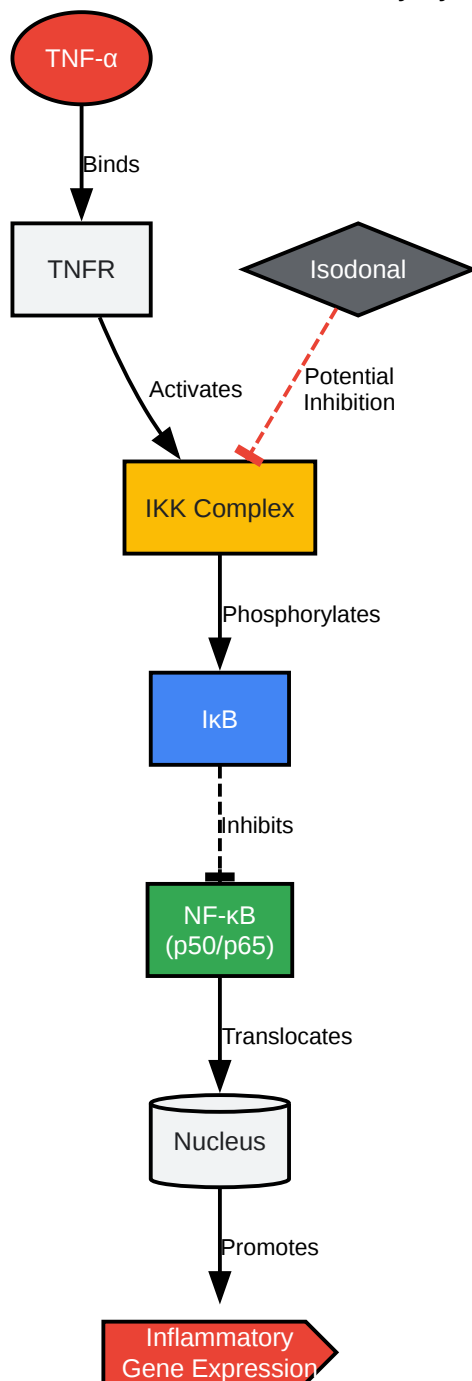 TNF-α
Binds
TNFR
Isodonal
Activates
Potential
Inhibition
IKK Complex
Phosphorylates
IκB
Inhibits
NF-κB
(p50/p65)
Translocates
Nucleus
Promotes
Inflammatory
Gene Expression